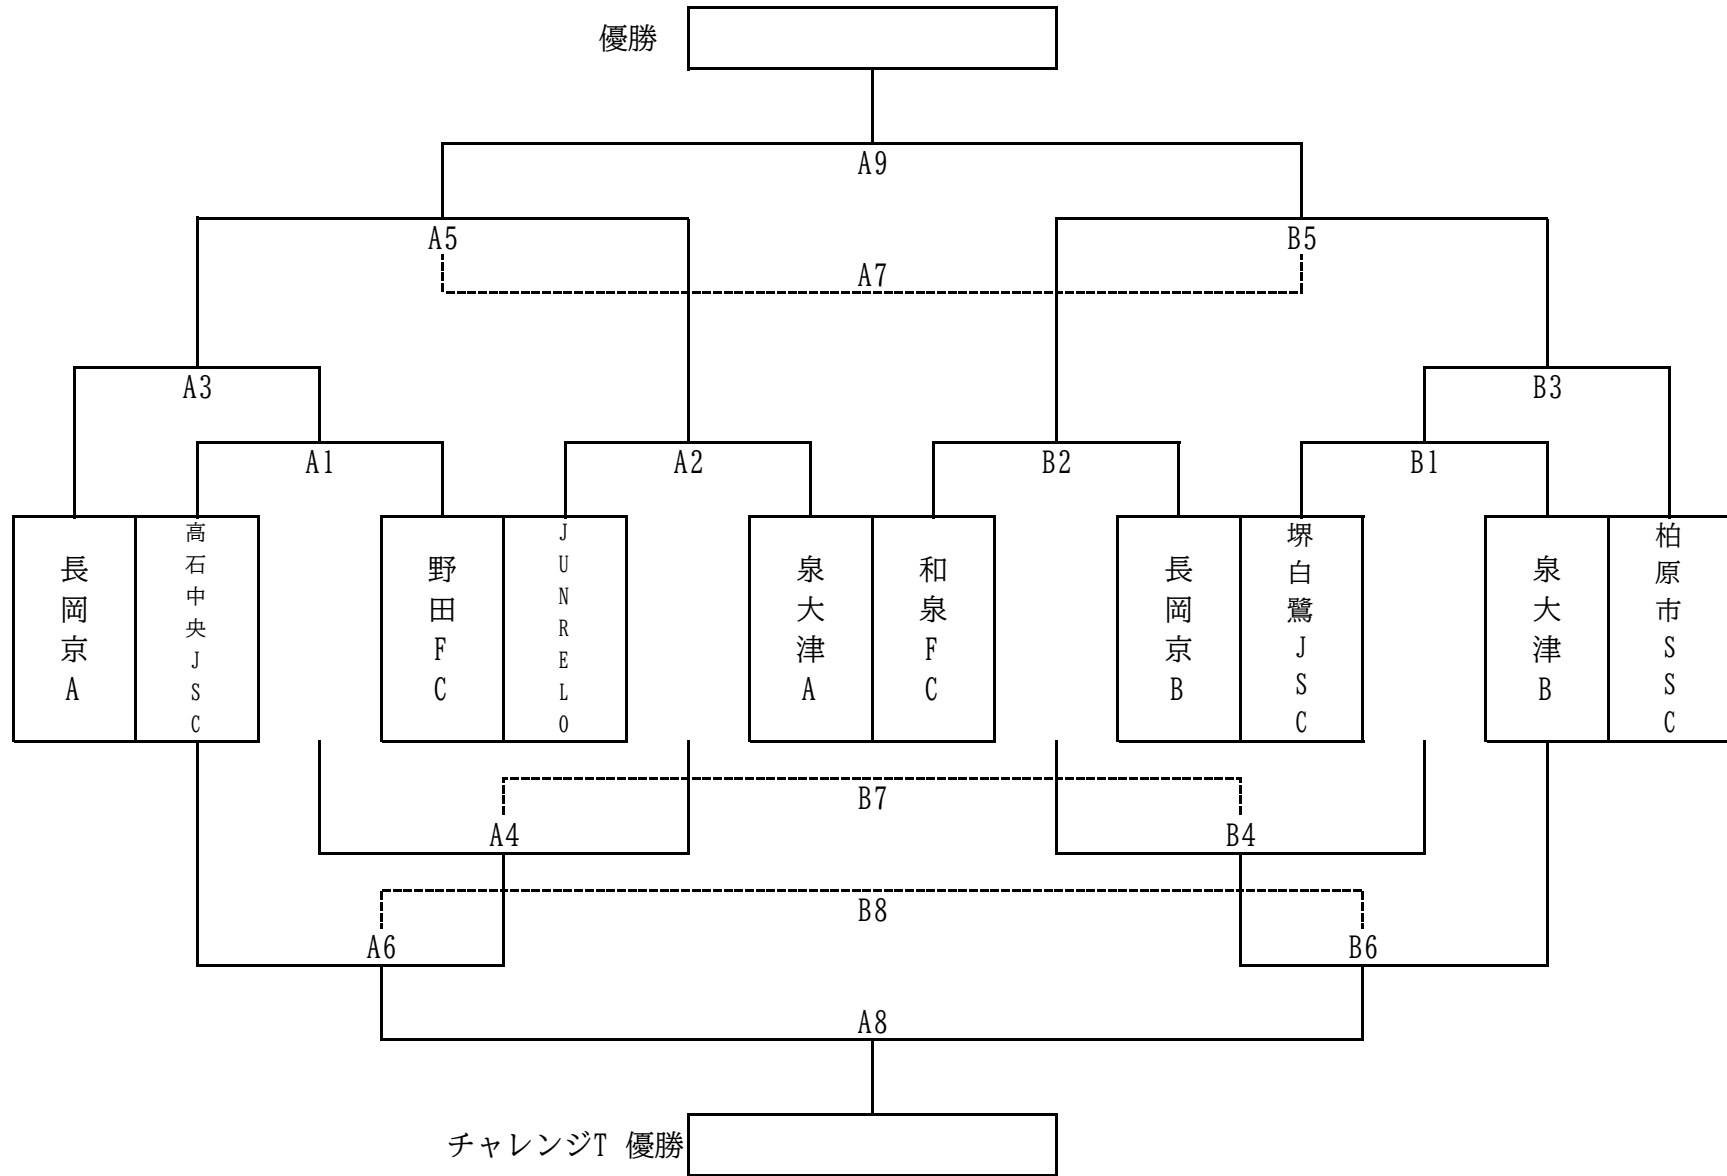 優勝
A9
A5
B5
A7
A3
B3
A1
A2
B2
B1
長岡京A
高石中央JSC
野田FC
JUNRELO
泉大津A
和泉FC
長岡京B
堺白鷺JSC
泉大津B
柏原市SSC
B7
A4
B4
B8
A6
B6
A8
チャレンジT 優勝